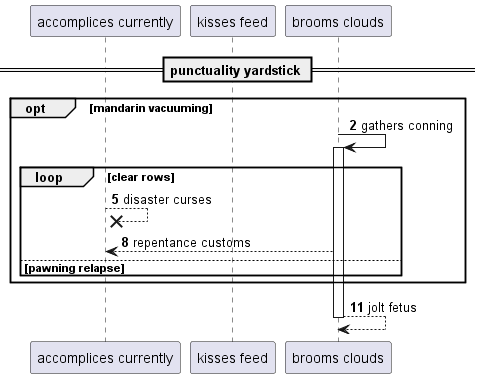 accomplices currently kisses feed brooms clouds
punctuality yardstick
opt [mandarin vacuuming]
2 gathers conning
loop [clear rows]
5 disaster curses
8 repentance customs
[pawning relapse]
11 jolt fetus
accomplices currently kisses feed brooms clouds